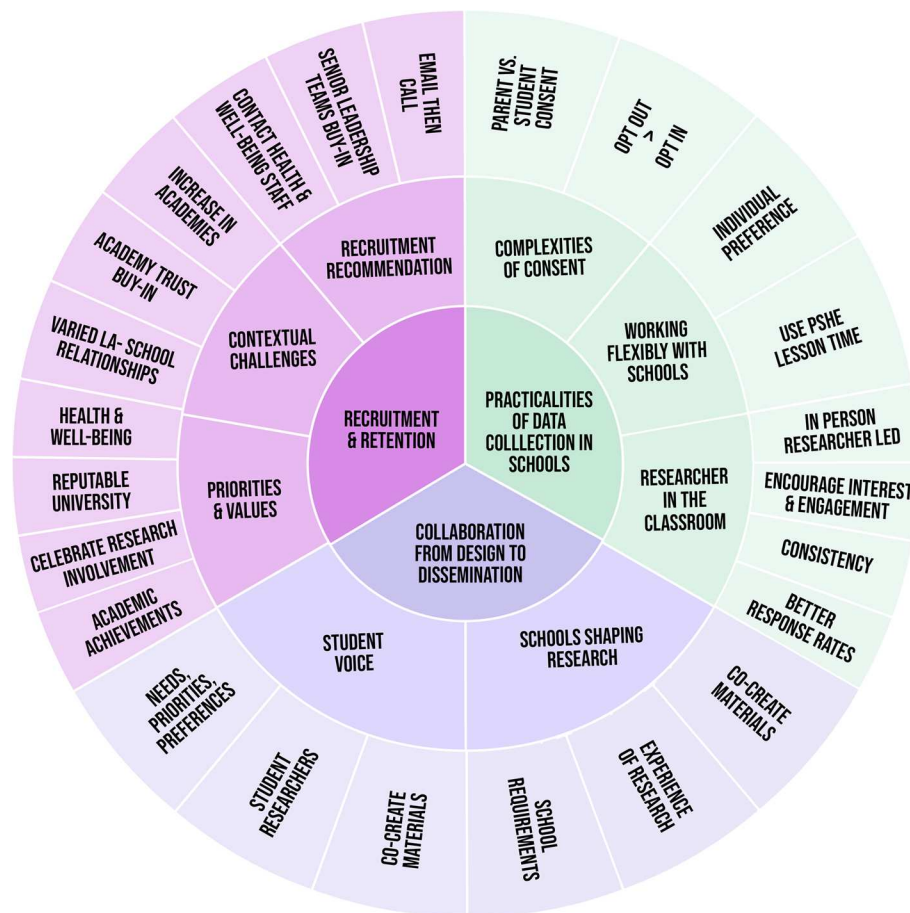 RECRUITMENT
& RETENTION
PRACTICALITIES
OF DATA
COLLLECTION IN
SCHOOLS
COLLABORATION
FROM DESIGN TO
DISSEMINATION
RECRUITMENT
RECOMMENDATION
CONTEXTUAL
CHALLENGES
PRIORITIES
& VALUES
COMPLEXITIES
OF CONSENT
WORKING
FLEXIBLY WITH
SCHOOLS
RESEARCHER
IN THE
CLASSROOM
SCHOOLS SHAPING
RESEARCH
STUDENT
VOICE
PARENT VS.
STUDENT
CONSENT
OPT OUT
^
OPT IN
INDIVIDUAL
PREFERENCE
USE PSHE
LESSON TIME
IN PERSON
RESEARCHER LED
ENCOURAGE INTEREST
& ENGAGEMENT
CONSISTENCY
BETTER
RESPONSE RATES
CO-CREATE
MATERIALS
EXPERIENCE
OF RESEARCH
SCHOOL
REQUIREMENTS
CO-CREATE
MATERIALS
STUDENT
RESEARCHERS
NEEDS,
PRIORITIES,
PREFERENCES
ACADEMIC
ACHIEVEMENTS
CELEBRATE RESEARCH
INVOLVEMENT
REPUTABLE
UNIVERSITY
HEALTH &
WELL-BEING
VARIED LA- SCHOOL
RELATIONSHIPS
ACADEMY TRUST
BUY-IN
INCREASE IN
ACADEMIES
CONTACT HEALTH &
WELL-BEING STAFF
SENIOR LEADERSHIP
TEAMS BUY-IN
EMAIL THEN
CALL